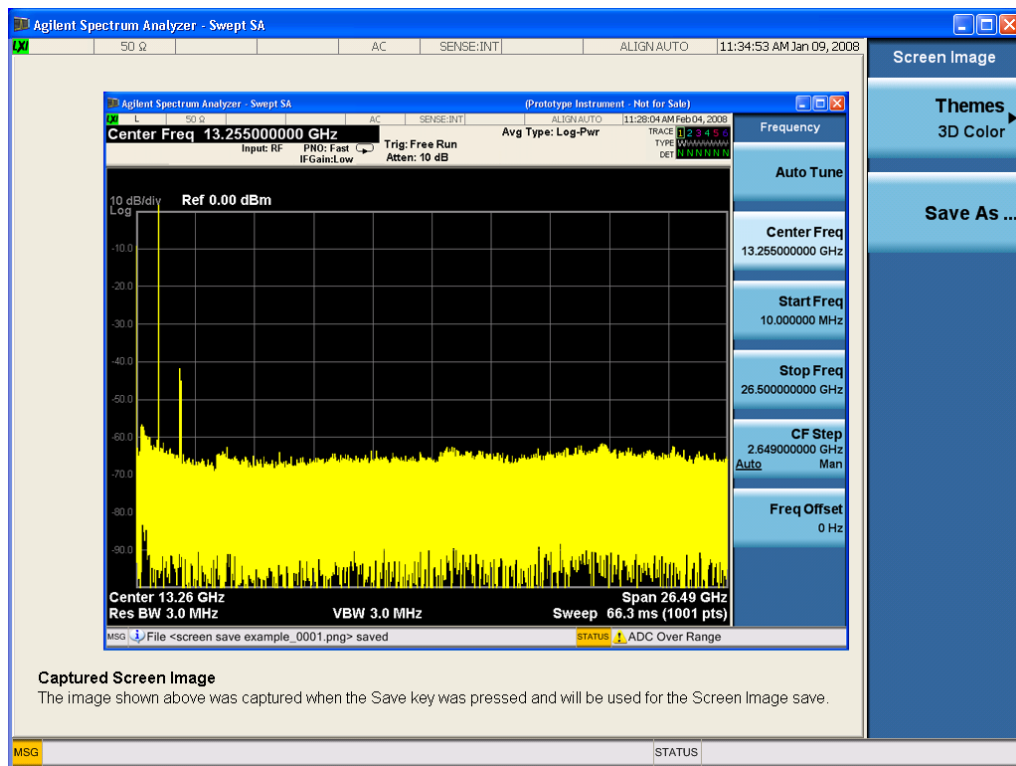 Agilent Spectrum Analyzer - Swept SA
LXI 50 Ω AC SENSE:INT ALIGN AUTO 11:34:53 AM Jan 09, 2008
Screen Image
Themes
3D Color
Save As ...
Agilent Spectrum Analyzer - Swept SA (Prototype Instrument - Not for Sale)
LXI L 50 Ω AC SENSE:INT ALIGNAUTO 11:28:04 AM Feb 04, 2008
Center Freq 13.255000000 GHz
Input: RF
PNO: Fast
IFGain:Low
Trig: Free Run
Atten: 10 dB
Avg Type: Log-Pwr
TRACE 1 2 3 4 5 6
TYPE WWWWWW
DET N N N N N N
Frequency
Auto Tune
Center Freq
13.255000000 GHz
Start Freq
10.000000 MHz
Stop Freq
26.500000000 GHz
CF Step
2.649000000 GHz
Auto Man
Freq Offset
0 Hz
10 dB/div Ref 0.00 dBm
Log
-10.0
-20.0
-30.0
-40.0
-50.0
-60.0
-70.0
-80.0
-90.0
Center 13.26 GHz Span 26.49 GHz
Res BW 3.0 MHz VBW 3.0 MHz Sweep 66.3 ms (1001 pts)
MSG File <screen save example_0001.png> saved STATUS ADC Over Range
Captured Screen Image
The image shown above was captured when the Save key was pressed and will be used for the Screen Image save.
MSG STATUS